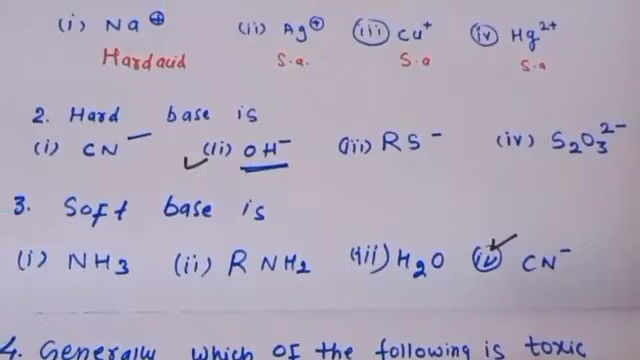 (i) Na⊕ (ii) Ag⊕ (iii) Cu⁺ (iv) Hg²⁺
Hard acid S.a. S.a S.a
2. Hard base is
(i) CN⁻ (ii) OH⁻ (iii) RS⁻ (iv) S₂O₃²⁻
3. Soft base is
(i) NH₃ (ii) RNH₂ (iii) H₂O (iv) CN⁻
4. Generally which of the following is toxic